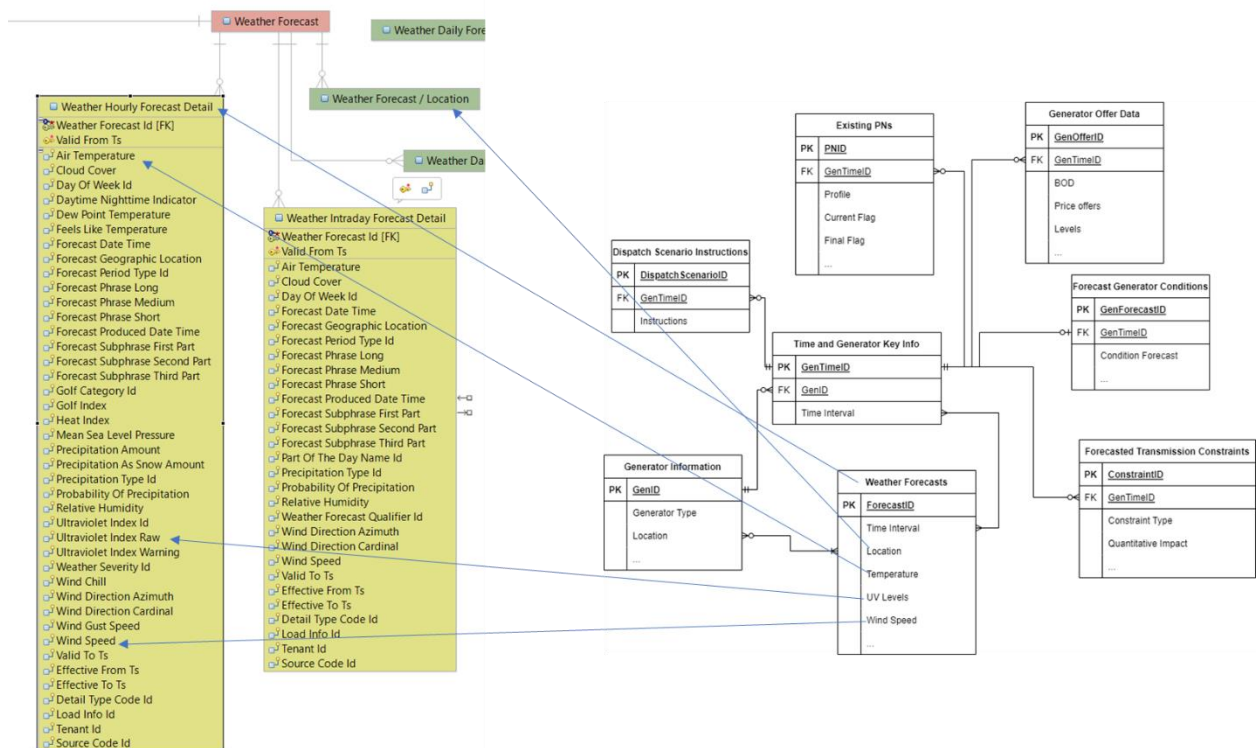 Weather Forecast
Weather Daily Fore
Weather Forecast / Location
Weather Da
Weather Hourly Forecast Detail
Weather Forecast Id [FK]
Valid From Ts
Air Temperature
Cloud Cover
Day Of Week Id
Daytime Nighttime Indicator
Dew Point Temperature
Feels Like Temperature
Forecast Date Time
Forecast Geographic Location
Forecast Period Type Id
Forecast Phrase Long
Forecast Phrase Medium
Forecast Phrase Short
Forecast Produced Date Time
Forecast Subphrase First Part
Forecast Subphrase Second Part
Forecast Subphrase Third Part
Golf Category Id
Golf Index
Heat Index
Mean Sea Level Pressure
Precipitation Amount
Precipitation As Snow Amount
Precipitation Type Id
Probability Of Precipitation
Relative Humidity
Ultraviolet Index Id
Ultraviolet Index Raw
Ultraviolet Index Warning
Weather Severity Id
Wind Chill
Wind Direction Azimuth
Wind Direction Cardinal
Wind Gust Speed
Wind Speed
Valid To Ts
Effective From Ts
Effective To Ts
Detail Type Code Id
Load Info Id
Tenant Id
Source Code Id
Weather Intraday Forecast Detail
Weather Forecast Id [FK]
Valid From Ts
Air Temperature
Cloud Cover
Day Of Week Id
Forecast Date Time
Forecast Geographic Location
Forecast Period Type Id
Forecast Phrase Long
Forecast Phrase Medium
Forecast Phrase Short
Forecast Produced Date Time
Forecast Subphrase First Part
Forecast Subphrase Second Part
Forecast Subphrase Third Part
Part Of The Day Name Id
Precipitation Type Id
Probability Of Precipitation
Relative Humidity
Weather Forecast Qualifier Id
Wind Direction Azimuth
Wind Direction Cardinal
Wind Speed
Valid To Ts
Effective From Ts
Effective To Ts
Detail Type Code Id
Load Info Id
Tenant Id
Source Code Id
Existing PNs
PK PNID
FK GenTimeID
Profile
Current Flag
Final Flag
...
Generator Offer Data
PK GenOfferID
FK GenTimeID
BOD
Price offers
Levels
...
Dispatch Scenario Instructions
PK DispatchScenarioID
FK GenTimeID
Instructions
Forecast Generator Conditions
PK GenForecastID
FK GenTimeID
Condition Forecast
...
Time and Generator Key Info
PK GenTimeID
FK GenID
Time Interval
Generator Information
PK GenID
Generator Type
Location
...
Weather Forecasts
PK ForecastID
Time Interval
Location
Temperature
UV Levels
Wind Speed
...
Forecasted Transmission Constraints
PK ConstraintID
FK GenTimeID
Constraint Type
Quantitative Impact
...